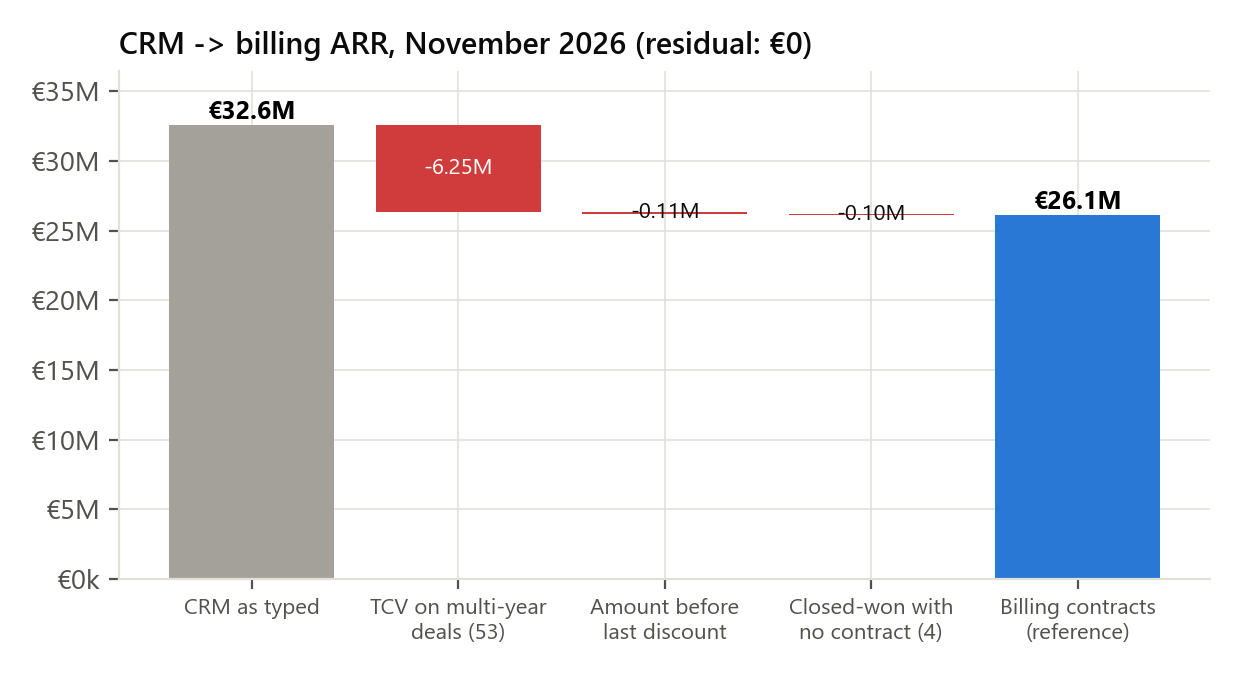 CRM -> billing ARR, November 2026 (residual: €0)
€35M
€30M
€25M
€20M
€15M
€10M
€5M
€0k
€32.6M
-6.25M
-0.11M
-0.10M
€26.1M
CRM as typed
TCV on multi-year
deals (53)
Amount before
last discount
Closed-won with
no contract (4)
Billing contracts
(reference)